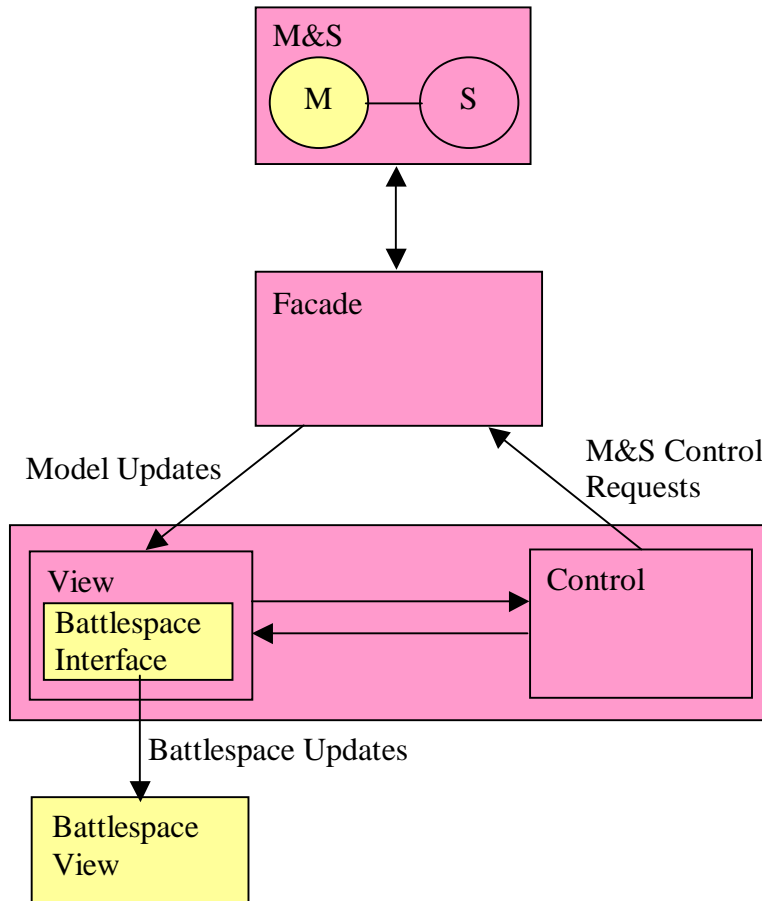 M&S
M
S
Facade
Model Updates
M&S Control
Requests
View
Control
Battlespace
Interface
Battlespace Updates
Battlespace
View